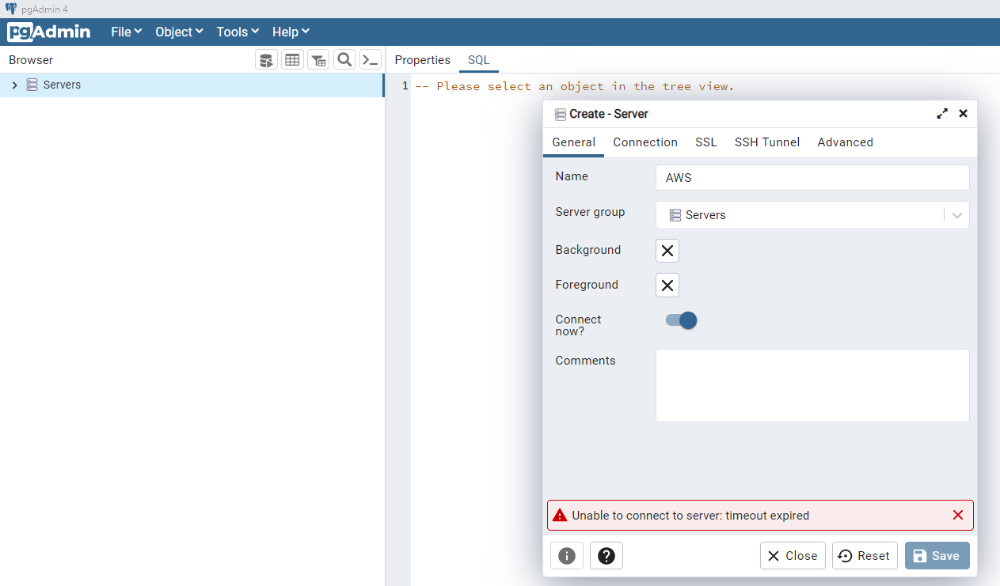 pgAdmin 4
pgAdmin File Object Tools Help
Browser
Properties SQL
Servers
1 -- Please select an object in the tree view.
Create - Server
General Connection SSL SSH Tunnel Advanced
Name AWS
Server group Servers
Background
Foreground
Connect
now?
Comments
Unable to connect to server: timeout expired
Close Reset Save